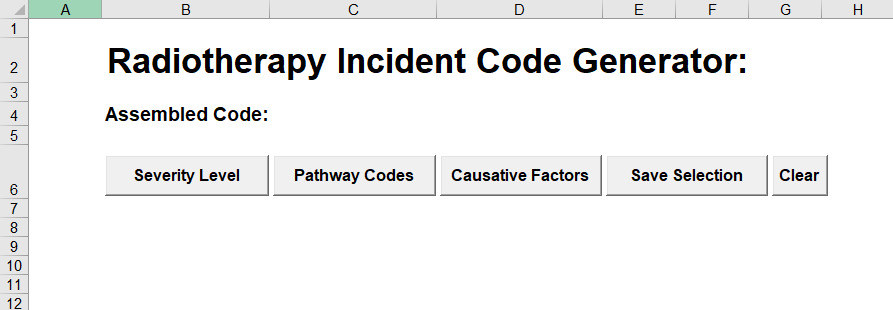 A B C D E F G H
1
2 Radiotherapy Incident Code Generator:
3
4 Assembled Code:
5
6 Severity Level Pathway Codes Causative Factors Save Selection Clear
7
8
9
10
11
12